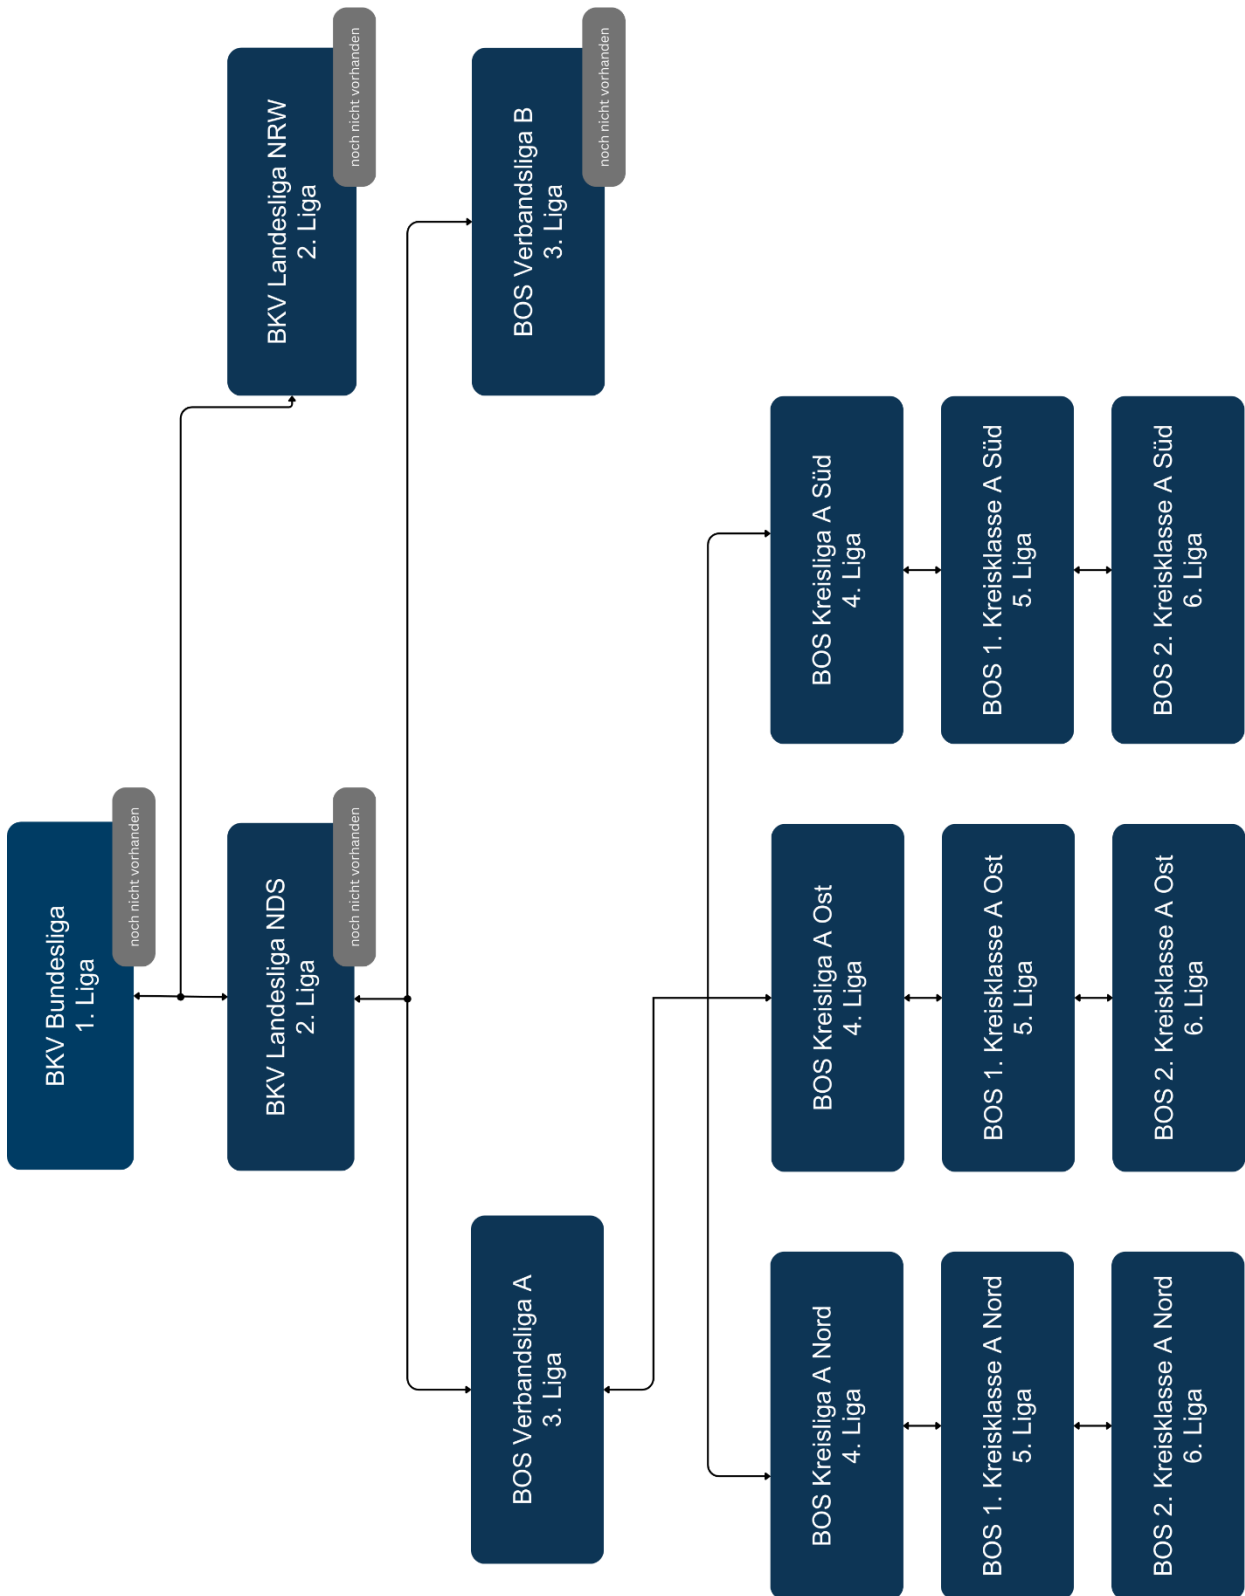 BKV Bundesliga
1. Liga
noch nicht vorhanden
BKV Landesliga NDS
2. Liga
noch nicht vorhanden
BKV Landesliga NRW
2. Liga
noch nicht vorhanden
BOS Verbandsliga A
3. Liga
BOS Verbandsliga B
3. Liga
noch nicht vorhanden
BOS Kreisliga A Nord
4. Liga
BOS Kreisliga A Ost
4. Liga
BOS Kreisliga A Süd
4. Liga
BOS 1. Kreisklasse A Nord
5. Liga
BOS 1. Kreisklasse A Ost
5. Liga
BOS 1. Kreisklasse A Süd
5. Liga
BOS 2. Kreisklasse A Nord
6. Liga
BOS 2. Kreisklasse A Ost
6. Liga
BOS 2. Kreisklasse A Süd
6. Liga